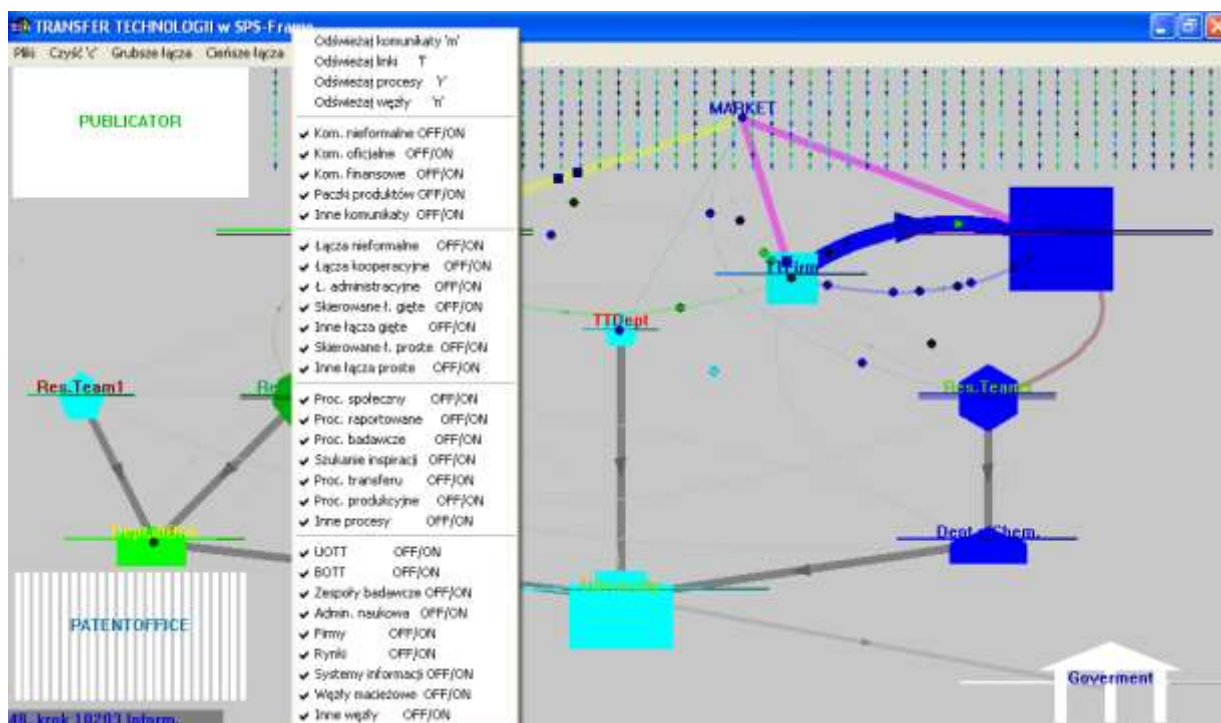 TRANSFER TECHNOLOGII w SPS-Frame
Pliki Czyść 'c' Grubsze łącza Cieńsze łącza
Odświeżaj komunikaty 'm'
Odświeżaj linki 'l'
Odświeżaj procesy 'r'
Odświeżaj węzły 'n'
Kom. nieformalne OFF/ON
Kom. oficjalne OFF/ON
Kom. finansowe OFF/ON
Paczki produktów OFF/ON
Inne komunikaty OFF/ON
Łącza nieformalne OFF/ON
Łącza kooperacyjne OFF/ON
Ł. administracyjne OFF/ON
Skierowane ł. gięte OFF/ON
Inne łącza gięte OFF/ON
Skierowane ł. proste OFF/ON
Inne łącza proste OFF/ON
Proc. społeczny OFF/ON
Proc. raportowane OFF/ON
Proc. badawcze OFF/ON
Szukanie inspiracji OFF/ON
Proc. transferu OFF/ON
Proc. produkcyjne OFF/ON
Inne procesy OFF/ON
UOTT OFF/ON
BOTT OFF/ON
Zespoły badawcze OFF/ON
Admin. naukowa OFF/ON
Firmy OFF/ON
Rynki OFF/ON
Systemy informacji OFF/ON
Węzły macieżowe OFF/ON
Inne węzły OFF/ON
PUBLICATOR
MARKET
TTFirm
TTDept
Res.Team1
Re
Res.Team
Dept.
Dept. Chem.
PATENTOFFICE
Goverment
48. krok 10203 inform.